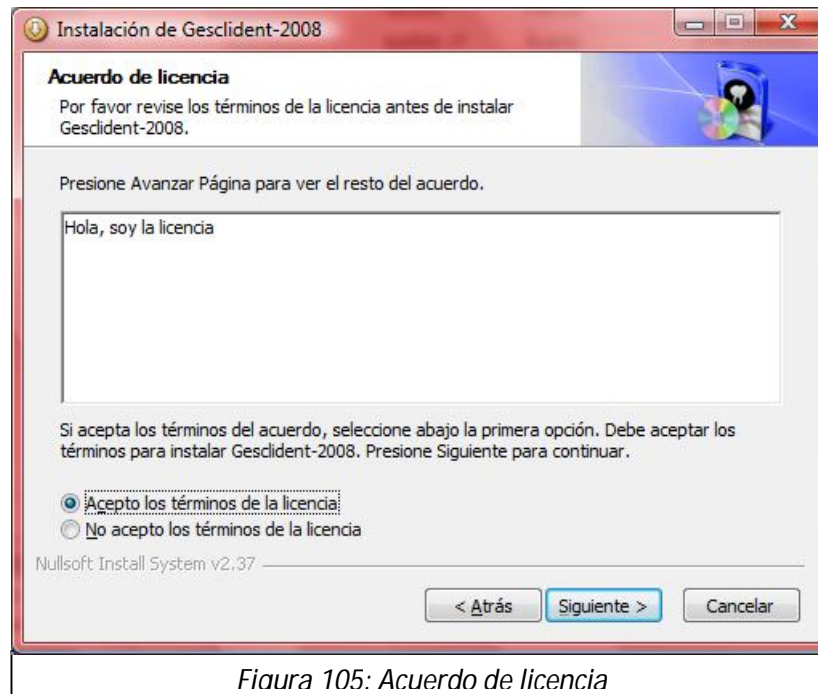 Instalación de Gesclident-2008
Acuerdo de licencia
Por favor revise los términos de la licencia antes de instalar
Gesclident-2008.
Presione Avanzar Página para ver el resto del acuerdo.
Hola, soy la licencia
Si acepta los términos del acuerdo, seleccione abajo la primera opción. Debe aceptar los
términos para instalar Gesclident-2008. Presione Siguiente para continuar.
Acepto los términos de la licencia
No acepto los términos de la licencia
Nullsoft Install System v2.37
< Atrás Siguiente > Cancelar
Figura 105: Acuerdo de licencia